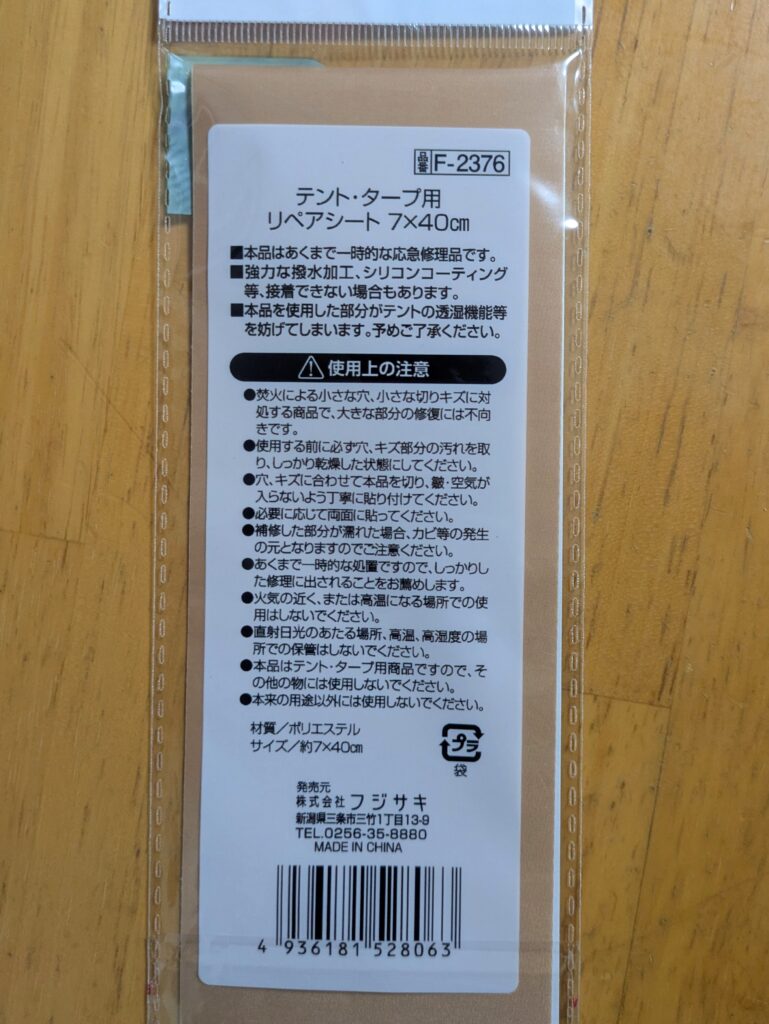 品番 F-2376
テント・タープ用
リペアシート 7×40cm
■本品はあくまで一時的な応急修理品です。
■強力な撥水加工、シリコンコーティング
等、接着できない場合もあります。
■本品を使用した部分がテントの透湿機能等
を妨げてしまいます。予めご了承ください。
⚠使用上の注意
●焚火による小さな穴、小さな切りキズに対
処する商品で、大きな部分の修復には不向
きです。
●使用する前に必ず穴、キズ部分の汚れを取
り、しっかり乾燥した状態にしてください。
●穴、キズに合わせて本品を切り、皺・空気が
入らないよう丁寧に貼り付けてください。
●必要に応じて両面に貼ってください。
●補修した部分が濡れた場合、カビ等の発生
の元となりますのでご注意ください。
●あくまで一時的な処置ですので、しっかりし
た修理に出されることをお薦めします。
●火気の近く、または高温になる場所での使
用はしないでください。
●直射日光のあたる場所、高温、高湿度の場
所での保管はしないでください。
●本品はテント・タープ用商品ですので、そ
の他の物には使用しないでください。
●本来の用途以外には使用しないでください。
材質／ポリエステル
サイズ／約7×40cm
プラ
袋
発売元
株式会社 フジサキ
新潟県三条市三竹1丁目13-9
TEL.0256-35-8880
MADE IN CHINA
4 936181 528063